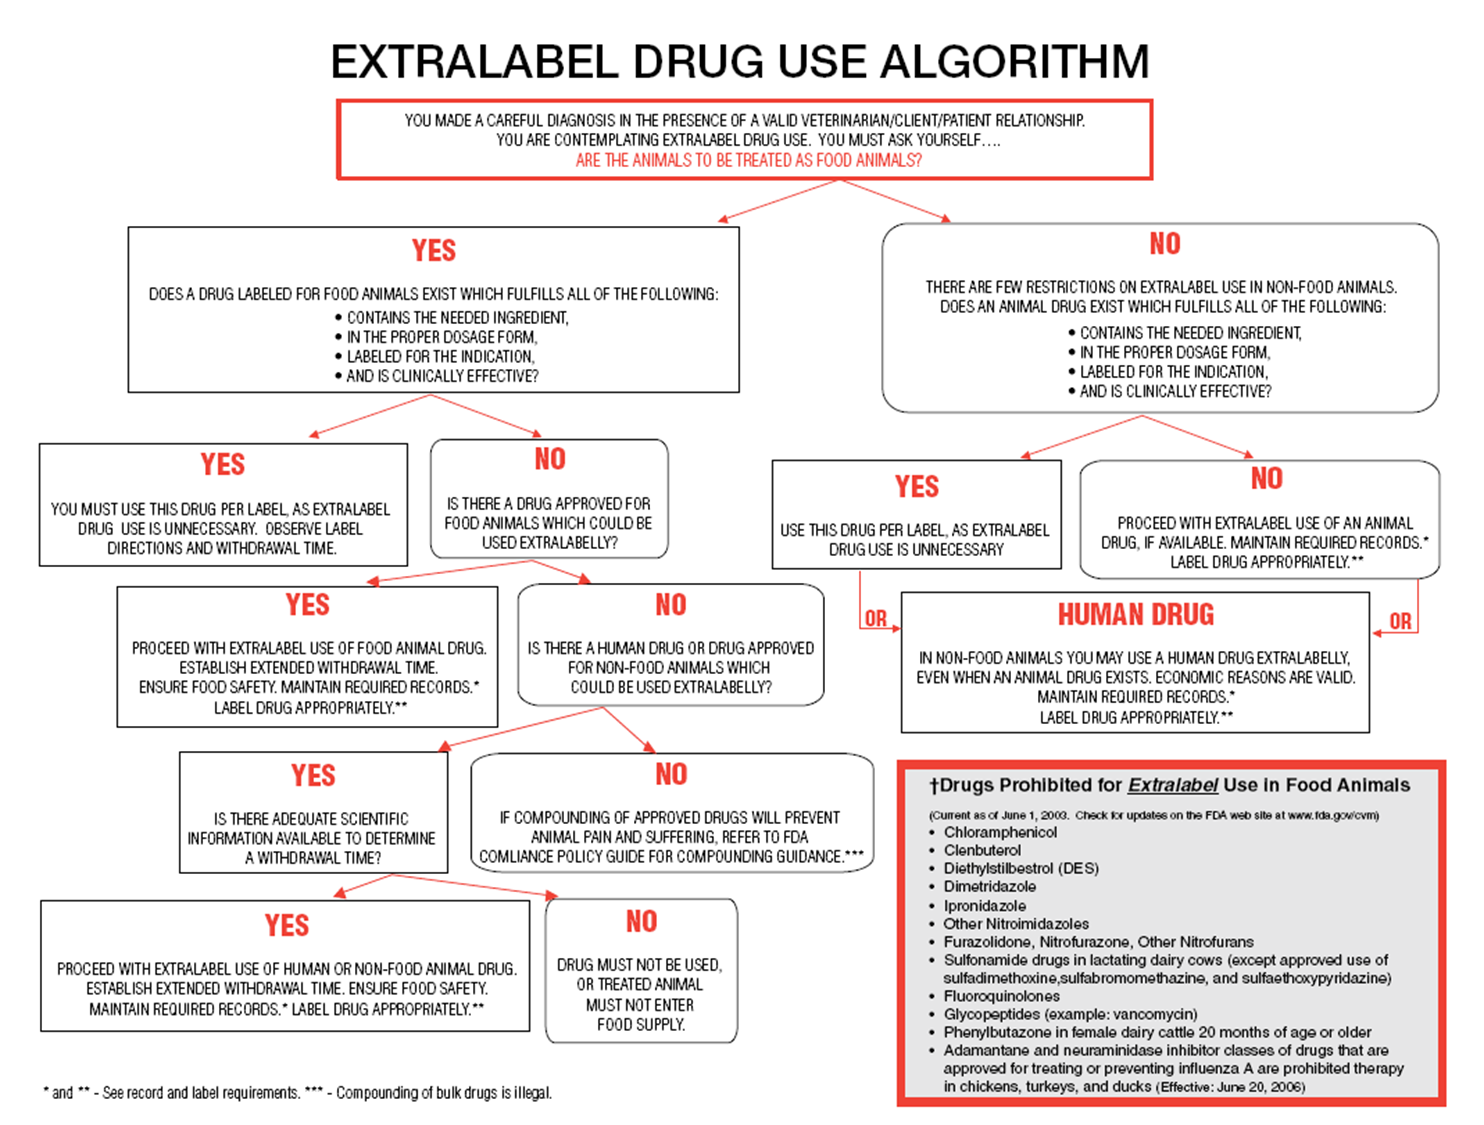 EXTRALABEL DRUG USE ALGORITHM
YOU MADE A CAREFUL DIAGNOSIS IN THE PRESENCE OF A VALID VETERINARIAN/CLIENT/PATIENT RELATIONSHIP.
YOU ARE CONTEMPLATING EXTRALABEL DRUG USE. YOU MUST ASK YOURSELF....
ARE THE ANIMALS TO BE TREATED AS FOOD ANIMALS?
YES
DOES A DRUG LABELED FOR FOOD ANIMALS EXIST WHICH FULFILLS ALL OF THE FOLLOWING:
• CONTAINS THE NEEDED INGREDIENT,
• IN THE PROPER DOSAGE FORM,
• LABELED FOR THE INDICATION,
• AND IS CLINICALLY EFFECTIVE?
NO
THERE ARE FEW RESTRICTIONS ON EXTRALABEL USE IN NON-FOOD ANIMALS.
DOES AN ANIMAL DRUG EXIST WHICH FULFILLS ALL OF THE FOLLOWING:
• CONTAINS THE NEEDED INGREDIENT,
• IN THE PROPER DOSAGE FORM,
• LABELED FOR THE INDICATION,
• AND IS CLINICALLY EFFECTIVE?
YES
YOU MUST USE THIS DRUG PER LABEL, AS EXTRALABEL
DRUG USE IS UNNECESSARY. OBSERVE LABEL
DIRECTIONS AND WITHDRAWAL TIME.
NO
IS THERE A DRUG APPROVED FOR
FOOD ANIMALS WHICH COULD BE
USED EXTRALABELLY?
YES
USE THIS DRUG PER LABEL, AS EXTRALABEL
DRUG USE IS UNNECESSARY
NO
PROCEED WITH EXTRALABEL USE OF AN ANIMAL
DRUG, IF AVAILABLE. MAINTAIN REQUIRED RECORDS.*
LABEL DRUG APPROPRIATELY.**
YES
PROCEED WITH EXTRALABEL USE OF FOOD ANIMAL DRUG.
ESTABLISH EXTENDED WITHDRAWAL TIME.
ENSURE FOOD SAFETY. MAINTAIN REQUIRED RECORDS.*
LABEL DRUG APPROPRIATELY.**
NO
IS THERE A HUMAN DRUG OR DRUG APPROVED
FOR NON-FOOD ANIMALS WHICH
COULD BE USED EXTRALABELLY?
OR
OR
HUMAN DRUG
IN NON-FOOD ANIMALS YOU MAY USE A HUMAN DRUG EXTRALABELLY,
EVEN WHEN AN ANIMAL DRUG EXISTS. ECONOMIC REASONS ARE VALID.
MAINTAIN REQUIRED RECORDS.*
LABEL DRUG APPROPRIATELY.**
YES
IS THERE ADEQUATE SCIENTIFIC
INFORMATION AVAILABLE TO DETERMINE
A WITHDRAWAL TIME?
NO
IF COMPOUNDING OF APPROVED DRUGS WILL PREVENT
ANIMAL PAIN AND SUFFERING, REFER TO FDA
COMLIANCE POLICY GUIDE FOR COMPOUNDING GUIDANCE.***
YES
PROCEED WITH EXTRALABEL USE OF HUMAN OR NON-FOOD ANIMAL DRUG.
ESTABLISH EXTENDED WITHDRAWAL TIME. ENSURE FOOD SAFETY.
MAINTAIN REQUIRED RECORDS.* LABEL DRUG APPROPRIATELY.**
NO
DRUG MUST NOT BE USED,
OR TREATED ANIMAL
MUST NOT ENTER
FOOD SUPPLY.
†Drugs Prohibited for Extralabel Use in Food Animals
(Current as of June 1, 2003. Check for updates on the FDA web site at www.fda.gov/cvm)
• Chloramphenicol
• Clenbuterol
• Diethylstilbestrol (DES)
• Dimetridazole
• Ipronidazole
• Other Nitroimidazoles
• Furazolidone, Nitrofurazone, Other Nitrofurans
• Sulfonamide drugs in lactating dairy cows (except approved use of
sulfadimethoxine,sulfabromomethazine, and sulfaethoxypyridazine)
• Fluoroquinolones
• Glycopeptides (example: vancomycin)
• Phenylbutazone in female dairy cattle 20 months of age or older
• Adamantane and neuraminidase inhibitor classes of drugs that are
approved for treating or preventing influenza A are prohibited therapy
in chickens, turkeys, and ducks (Effective: June 20, 2006)
* and ** - See record and label requirements. *** - Compounding of bulk drugs is illegal.